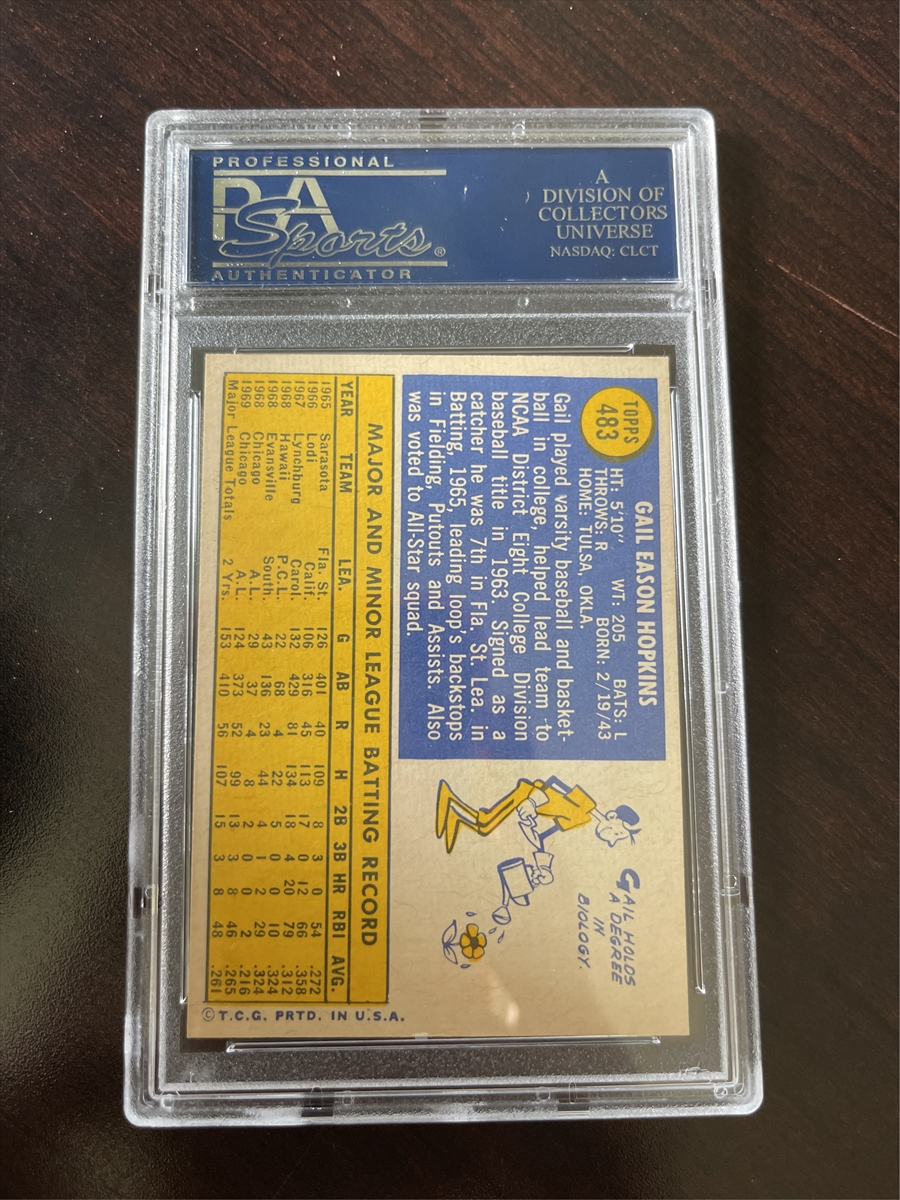 PROFESSIONAL
PSA
Sports®
AUTHENTICATOR
A
DIVISION OF
COLLECTORS
UNIVERSE
NASDAQ: CLCT
TOPPS
483
GAIL EASON HOPKINS
HT: 5'10" WT: 205 BATS: L
THROWS: R BORN: 2/19/43
HOME: TULSA, OKLA.
Gail played varsity baseball and basket-
ball in college, helped lead team to
NCAA District Eight College Division
baseball title in 1963. Signed as a
catcher he was 7th in Fla. St. Lea. in
Batting, 1965, leading loop's backstops
in Fielding, Putouts and Assists. Also
was voted to All-Star squad.
GAIL HOLDS
A DEGREE
IN
BIOLOGY.
MAJOR AND MINOR LEAGUE BATTING RECORD
YEAR TEAM LEA. G AB R H 2B 3B HR RBI AVG.
1965 Sarasota Fla. St. 126 401 40 109 8 3 0 54 .272
1966 Lodi Calif. 106 316 45 113 17 0 12 66 .358
1967 Lynchburg Carol. 132 429 81 134 18 4 20 79 .312
1968 Hawaii P.C.L. 22 68 4 22 5 0 0 10 .324
1968 Evansville South. 43 136 23 44 4 1 2 29 .324
1968 Chicago A.L. 29 37 4 8 2 0 0 2 .216
1969 Chicago A.L. 124 373 52 99 13 3 8 46 .265
Major League Totals 2 Yrs. 153 410 56 107 15 3 8 48 .261
© T.C.G. PRTD. IN U.S.A.